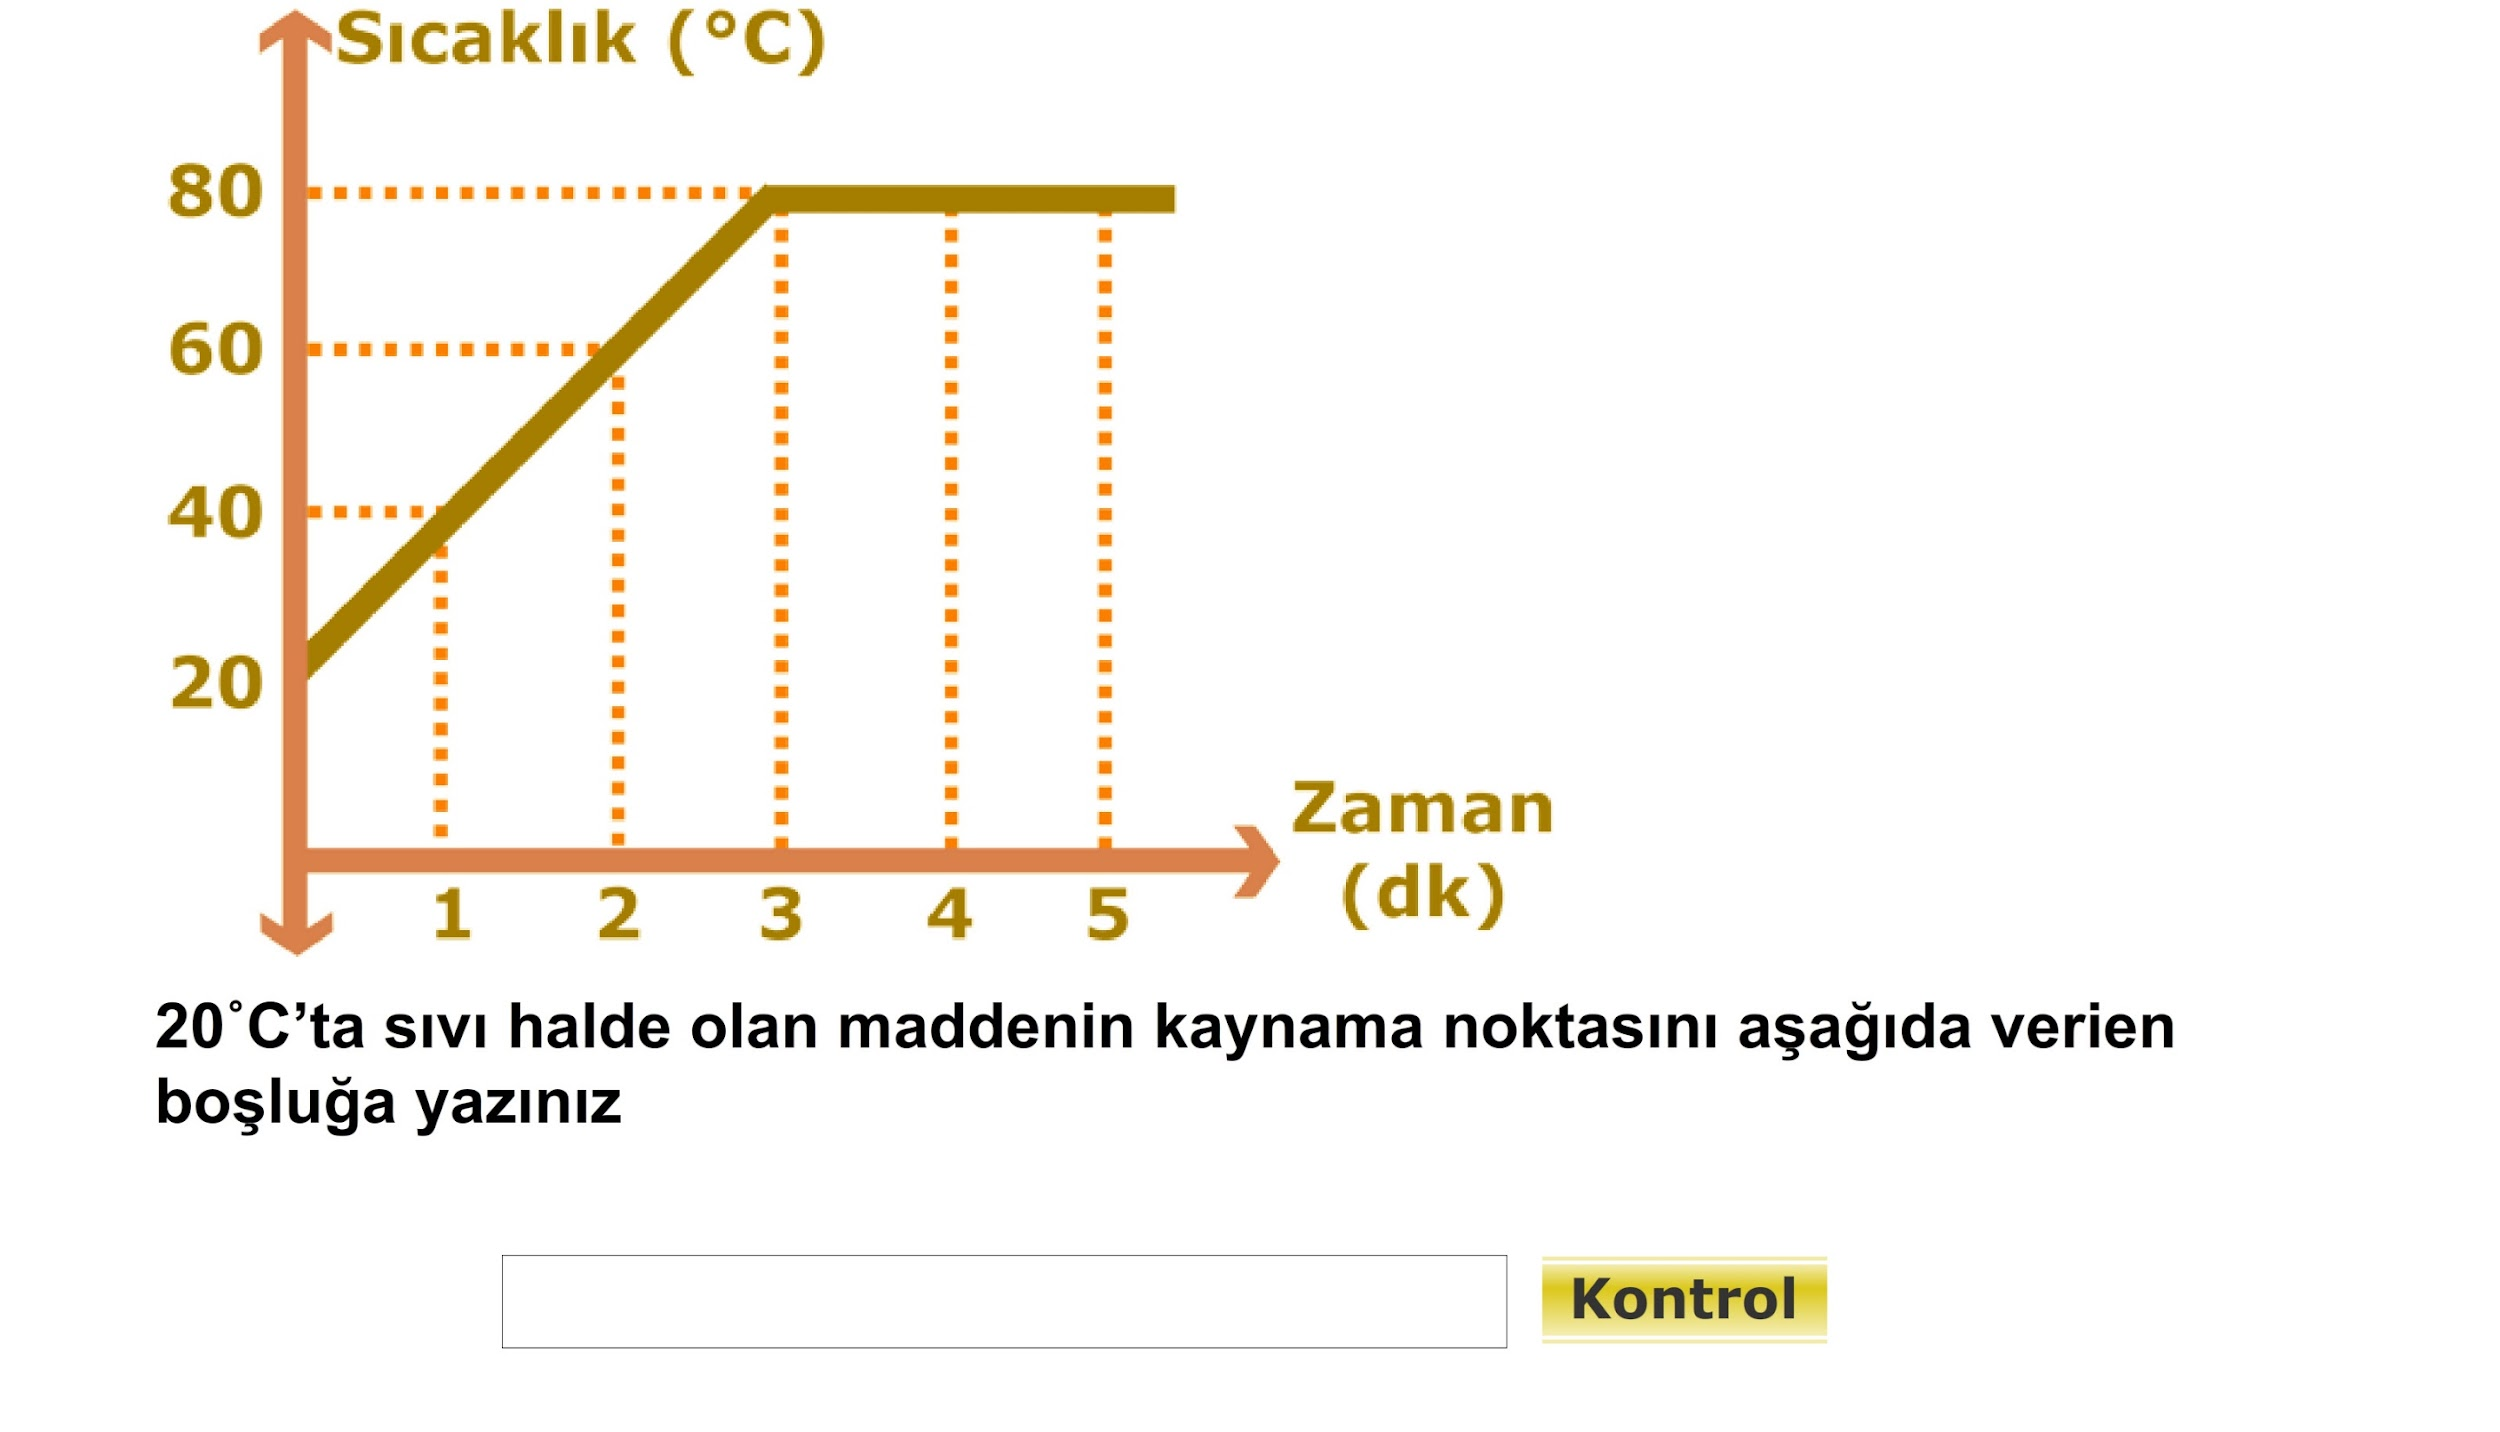 Sıcaklık (°C)
80
60
40
20
Zaman
(dk)
1 2 3 4 5
20°C’ta sıvı halde olan maddenin kaynama noktasını aşağıda verien
boşluğa yazınız
Kontrol